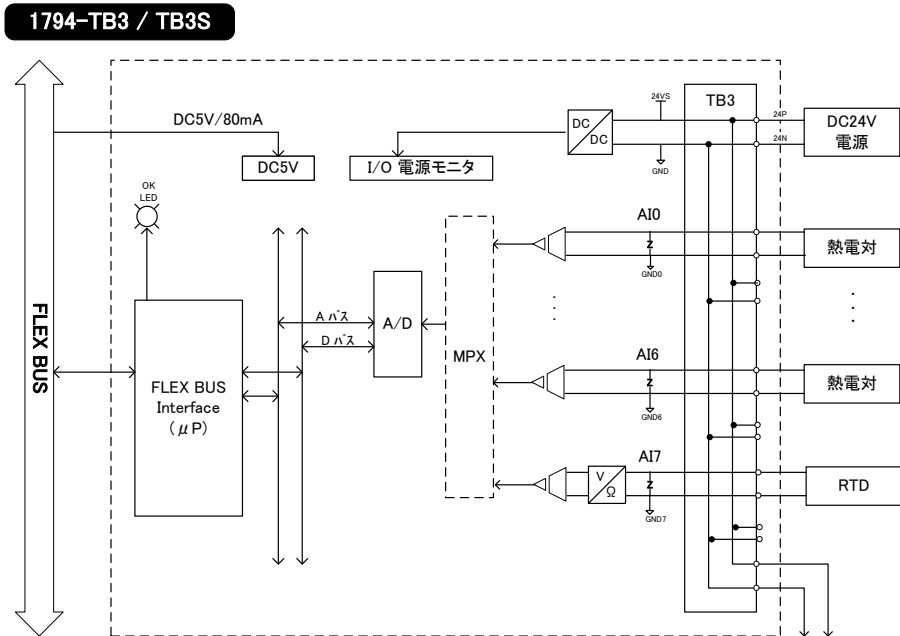 1794-TB3 / TB3S
FLEX BUS
DC5V/80mA
DC5V
I/O 電源モニタ
DC
DC
24VS
GND
TB3
24P
24N
DC24V
電源
OK
LED
FLEX BUS
Interface
(μP)
A バス
D バス
A/D
MPX
AI0
GND0
熱電対
AI6
GND6
熱電対
AI7
V
Ω
GND7
RTD